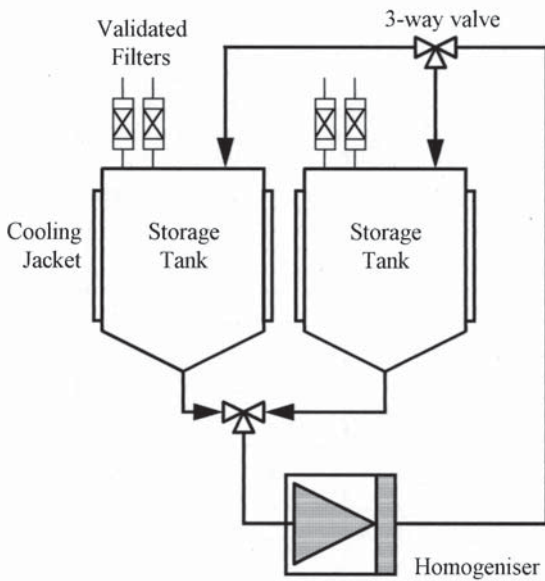 3-way valve
Validated
Filters
Cooling
Jacket
Storage
Tank
Storage
Tank
Homogeniser